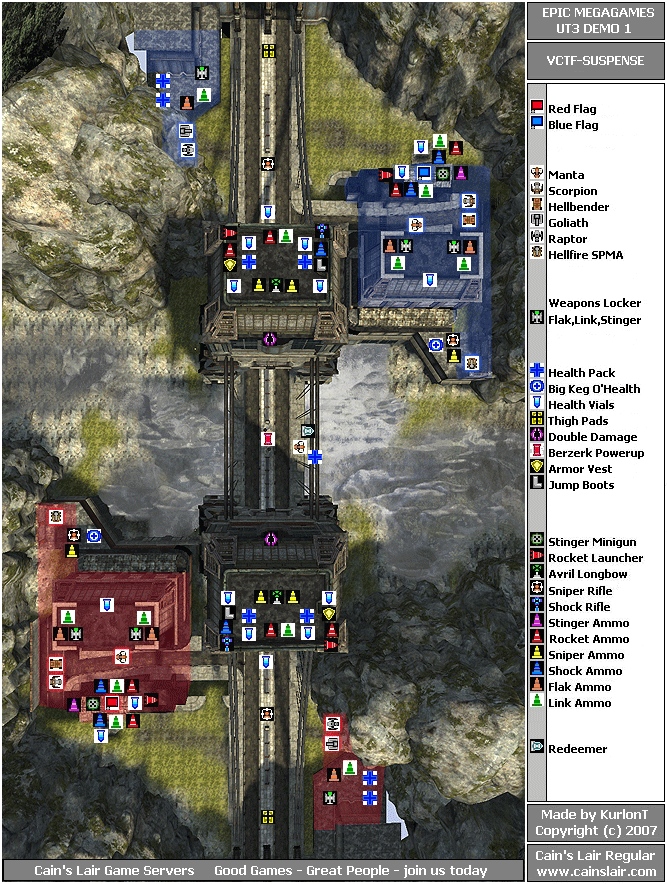 EPIC MEGAGAMES
UT3 DEMO 1
VCTF-SUSPENSE
Red Flag
Blue Flag
Manta
Scorpion
Hellbender
Goliath
Raptor
Hellfire SPMA
Weapons Locker
Flak,Link,Stinger
Health Pack
Big Keg O'Health
Health Vials
Thigh Pads
Double Damage
Berzerk Powerup
Armor Vest
Jump Boots
Stinger Minigun
Rocket Launcher
Avril Longbow
Sniper Rifle
Shock Rifle
Stinger Ammo
Rocket Ammo
Sniper Ammo
Shock Ammo
Flak Ammo
Link Ammo
Redeemer
Made by KurlonT
Copyright (c) 2007
Cain's Lair Regular
www.cainslair.com
Cain's Lair Game Servers Good Games - Great People - join us today